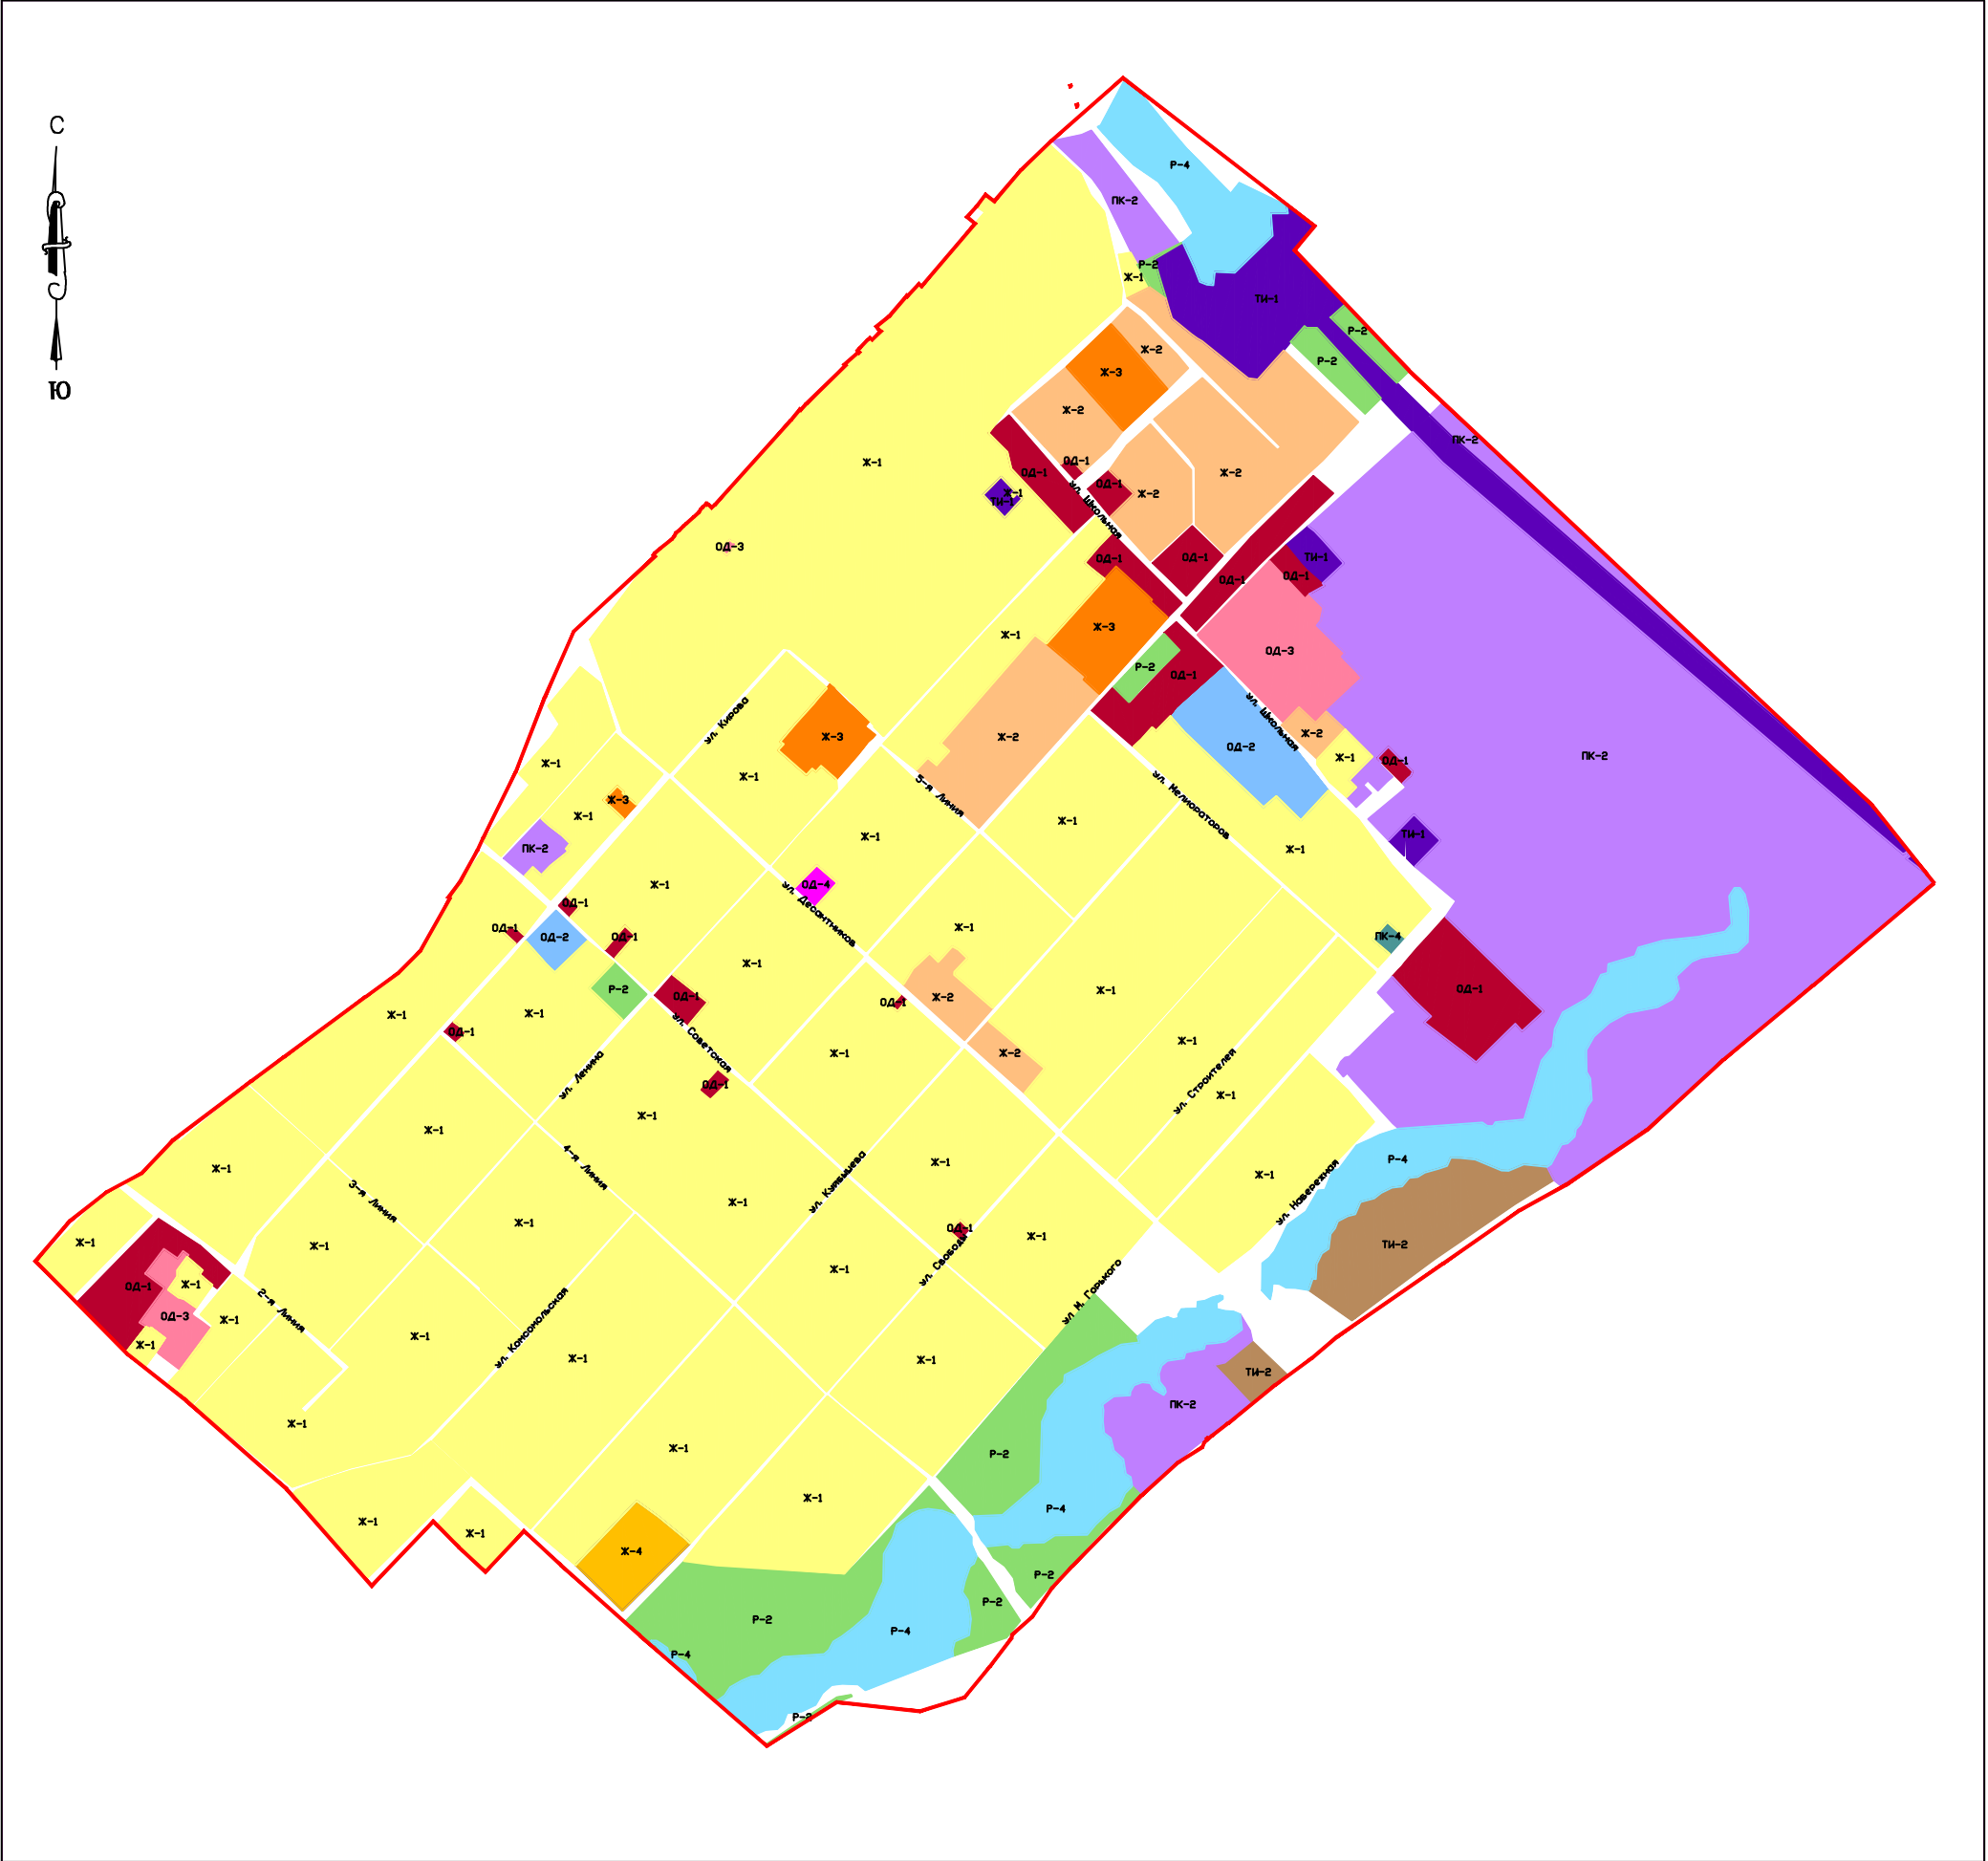 С
Ю
Р-4
ПК-2
Р-2
Ж-1
ТИ-1
Р-2
Ж-2
Р-2
Ж-3
Ж-2
ПК-2
Ж-1
ОД-1
ОД-1
Ж-2
ОД-1
Ж-1
Ж-2
ТИ-1
ул. Школьная
ОД-3
ОД-1
ОД-1
ТИ-1
ОД-1
ОД-1
Ж-3
Ж-1
ОД-3
Р-2
ОД-1
ул. Кирова
ул. Школьная
Ж-3
Ж-2
Ж-2
ОД-2
ПК-2
Ж-1
Ж-1
ОД-1
Ж-1
5-я Линия
ул. Мелиораторов
Ж-3
Ж-1
Ж-1
Ж-1
ТИ-1
ПК-2
Ж-1
Ж-1
ОД-4
ОД-1
ул. Десантников
ОД-1
Ж-1
ОД-2
ОД-1
ПК-4
Ж-1
Р-2
ОД-1
ОД-1
Ж-2
Ж-1
ОД-1
Ж-1
Ж-1
ОД-1
ул. Советская
Ж-1
Ж-1
Ж-2
ул. Ленина
ОД-1
ул. Строителей
Ж-1
Ж-1
Ж-1
4-я Линия
Ж-1
Р-4
Ж-1
ул. Куйбышева
Ж-1
ул. Набережная
3-я Линия
Ж-1
Ж-1
ОД-1
Ж-1
Ж-1
Ж-1
ТИ-2
ул. Свободы
Ж-1
ОД-1
Ж-1
ул М. Горького
2-я Линия
ОД-3
Ж-1
ул. Комсомольская
Ж-1
Ж-1
Ж-1
Ж-1
ТИ-2
ПК-2
Ж-1
Ж-1
Р-2
Ж-1
Р-4
Ж-1
Ж-1
Ж-4
Р-2
Р-2
Р-2
Р-4
Р-4
Р-2